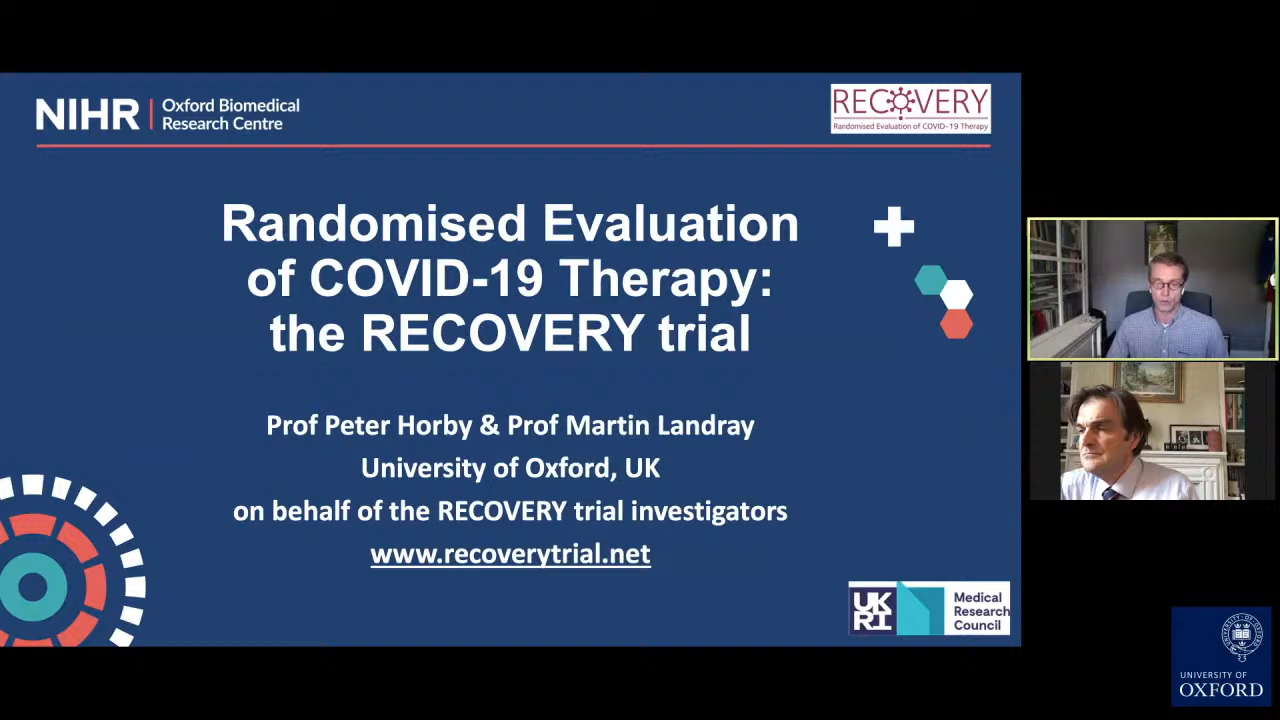 NIHR
Oxford Biomedical
Research Centre
RECOVERY
Randomised Evaluation of COVID-19 Therapy
Randomised Evaluation
of COVID-19 Therapy:
the RECOVERY trial
Prof Peter Horby & Prof Martin Landray
University of Oxford, UK
on behalf of the RECOVERY trial investigators
www.recoverytrial.net
UK
RI
Medical
Research
Council
UNIVERSITY OF
OXFORD